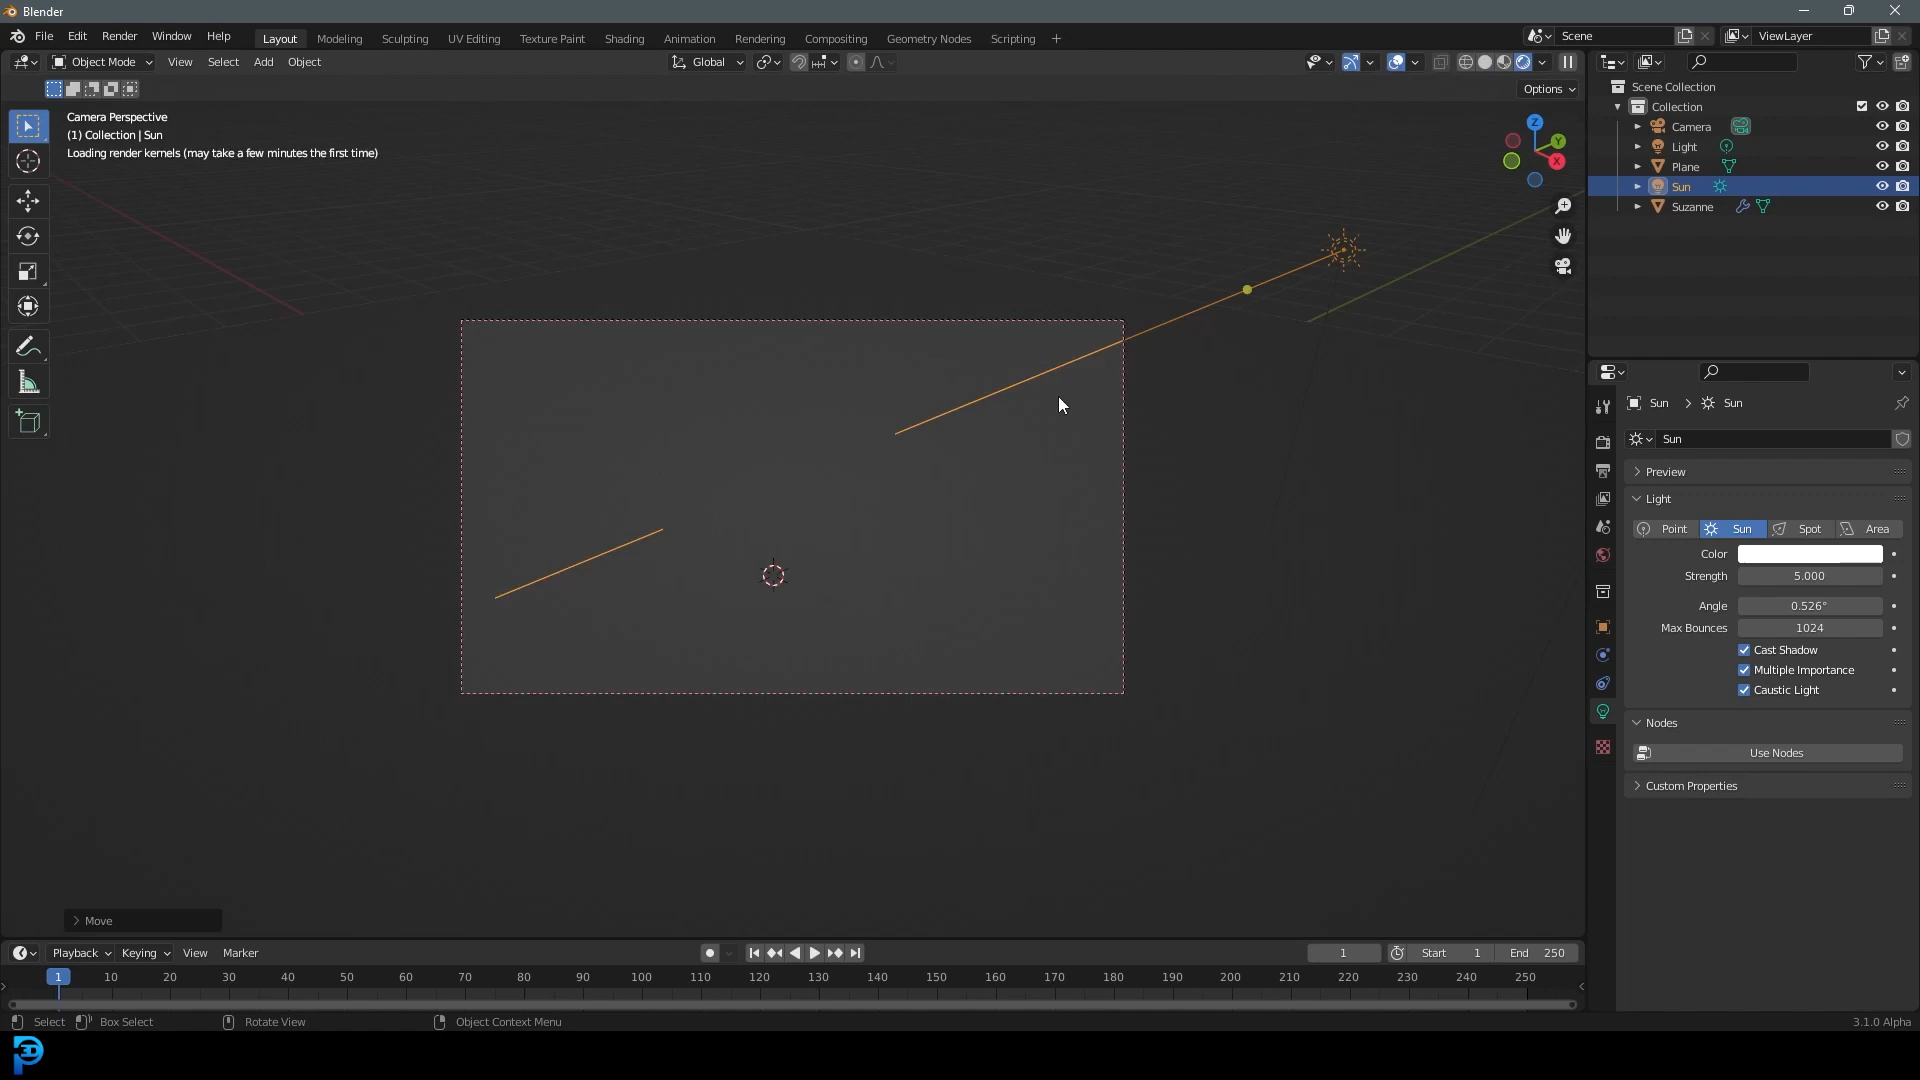 Blender
File Edit Render Window Help
Layout Modeling Sculpting UV Editing Texture Paint Shading Animation Rendering Compositing Geometry Nodes Scripting +
Scene
ViewLayer
Object Mode View Select Add Object
Global
Options
Camera Perspective
(1) Collection | Sun
Loading render kernels (may take a few minutes the first time)
Z
Y
X
Scene Collection
Collection
Camera
Light
Plane
Sun
Suzanne
Sun > Sun
Sun
Preview
Light
Point Sun Spot Area
Color
Strength 5.000
Angle 0.526°
Max Bounces 1024
Cast Shadow
Multiple Importance
Caustic Light
Nodes
Use Nodes
Custom Properties
> Move
Playback Keying View Marker
1 Start 1 End 250
1 10 20 30 40 50 60 70 80 90 100 110 120 130 140 150 160 170 180 190 200 210 220 230 240 250
Select Box Select Rotate View Object Context Menu
3.1.0 Alpha
3D